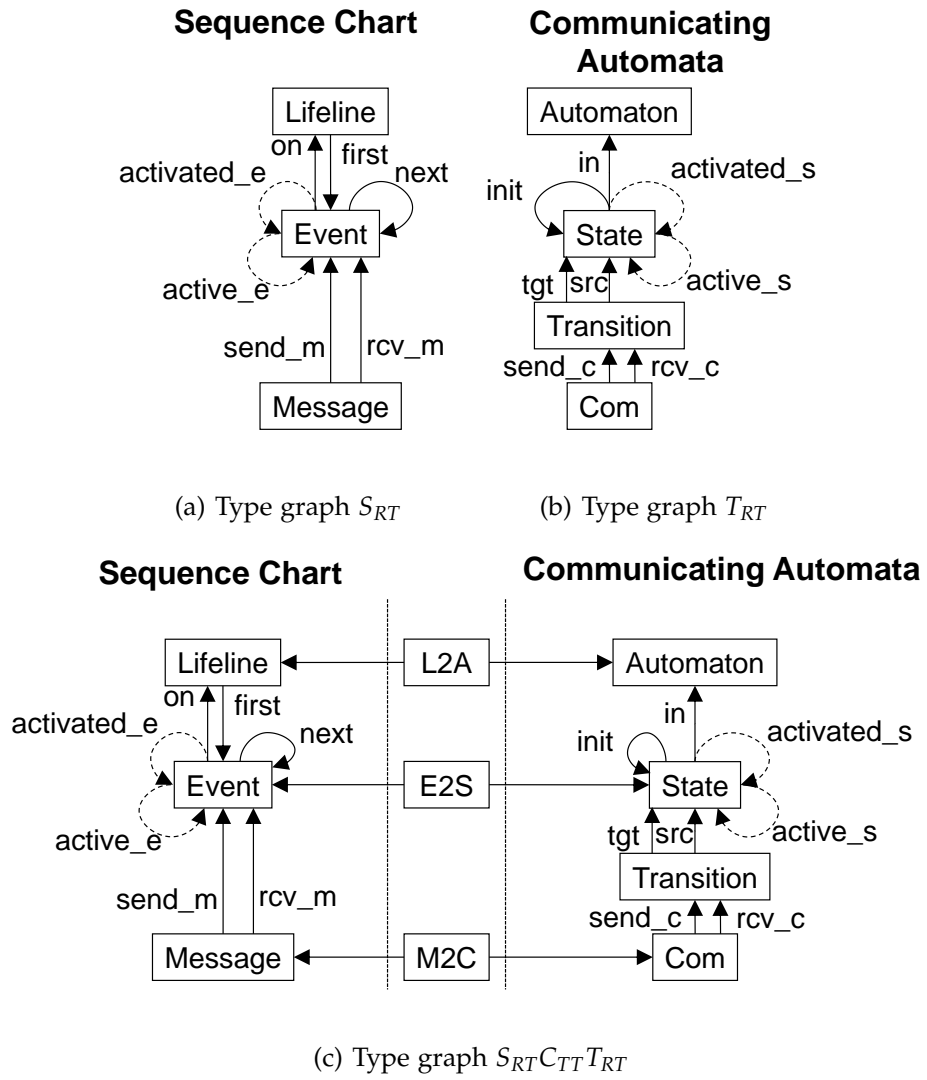 Sequence Chart
Communicating
Automata
Lifeline
Automaton
on
first
in
activated_e
next
init
activated_s
Event
State
active_e
active_s
tgt
src
Transition
send_m
rcv_m
send_c
rcv_c
Message
Com
(a) Type graph S_RT
(b) Type graph T_RT
Sequence Chart
Communicating Automata
Lifeline
L2A
Automaton
on
first
in
activated_e
next
init
activated_s
Event
E2S
State
active_e
active_s
tgt
src
Transition
send_m
rcv_m
send_c
rcv_c
Message
M2C
Com
(c) Type graph S_RT C_TT T_RT